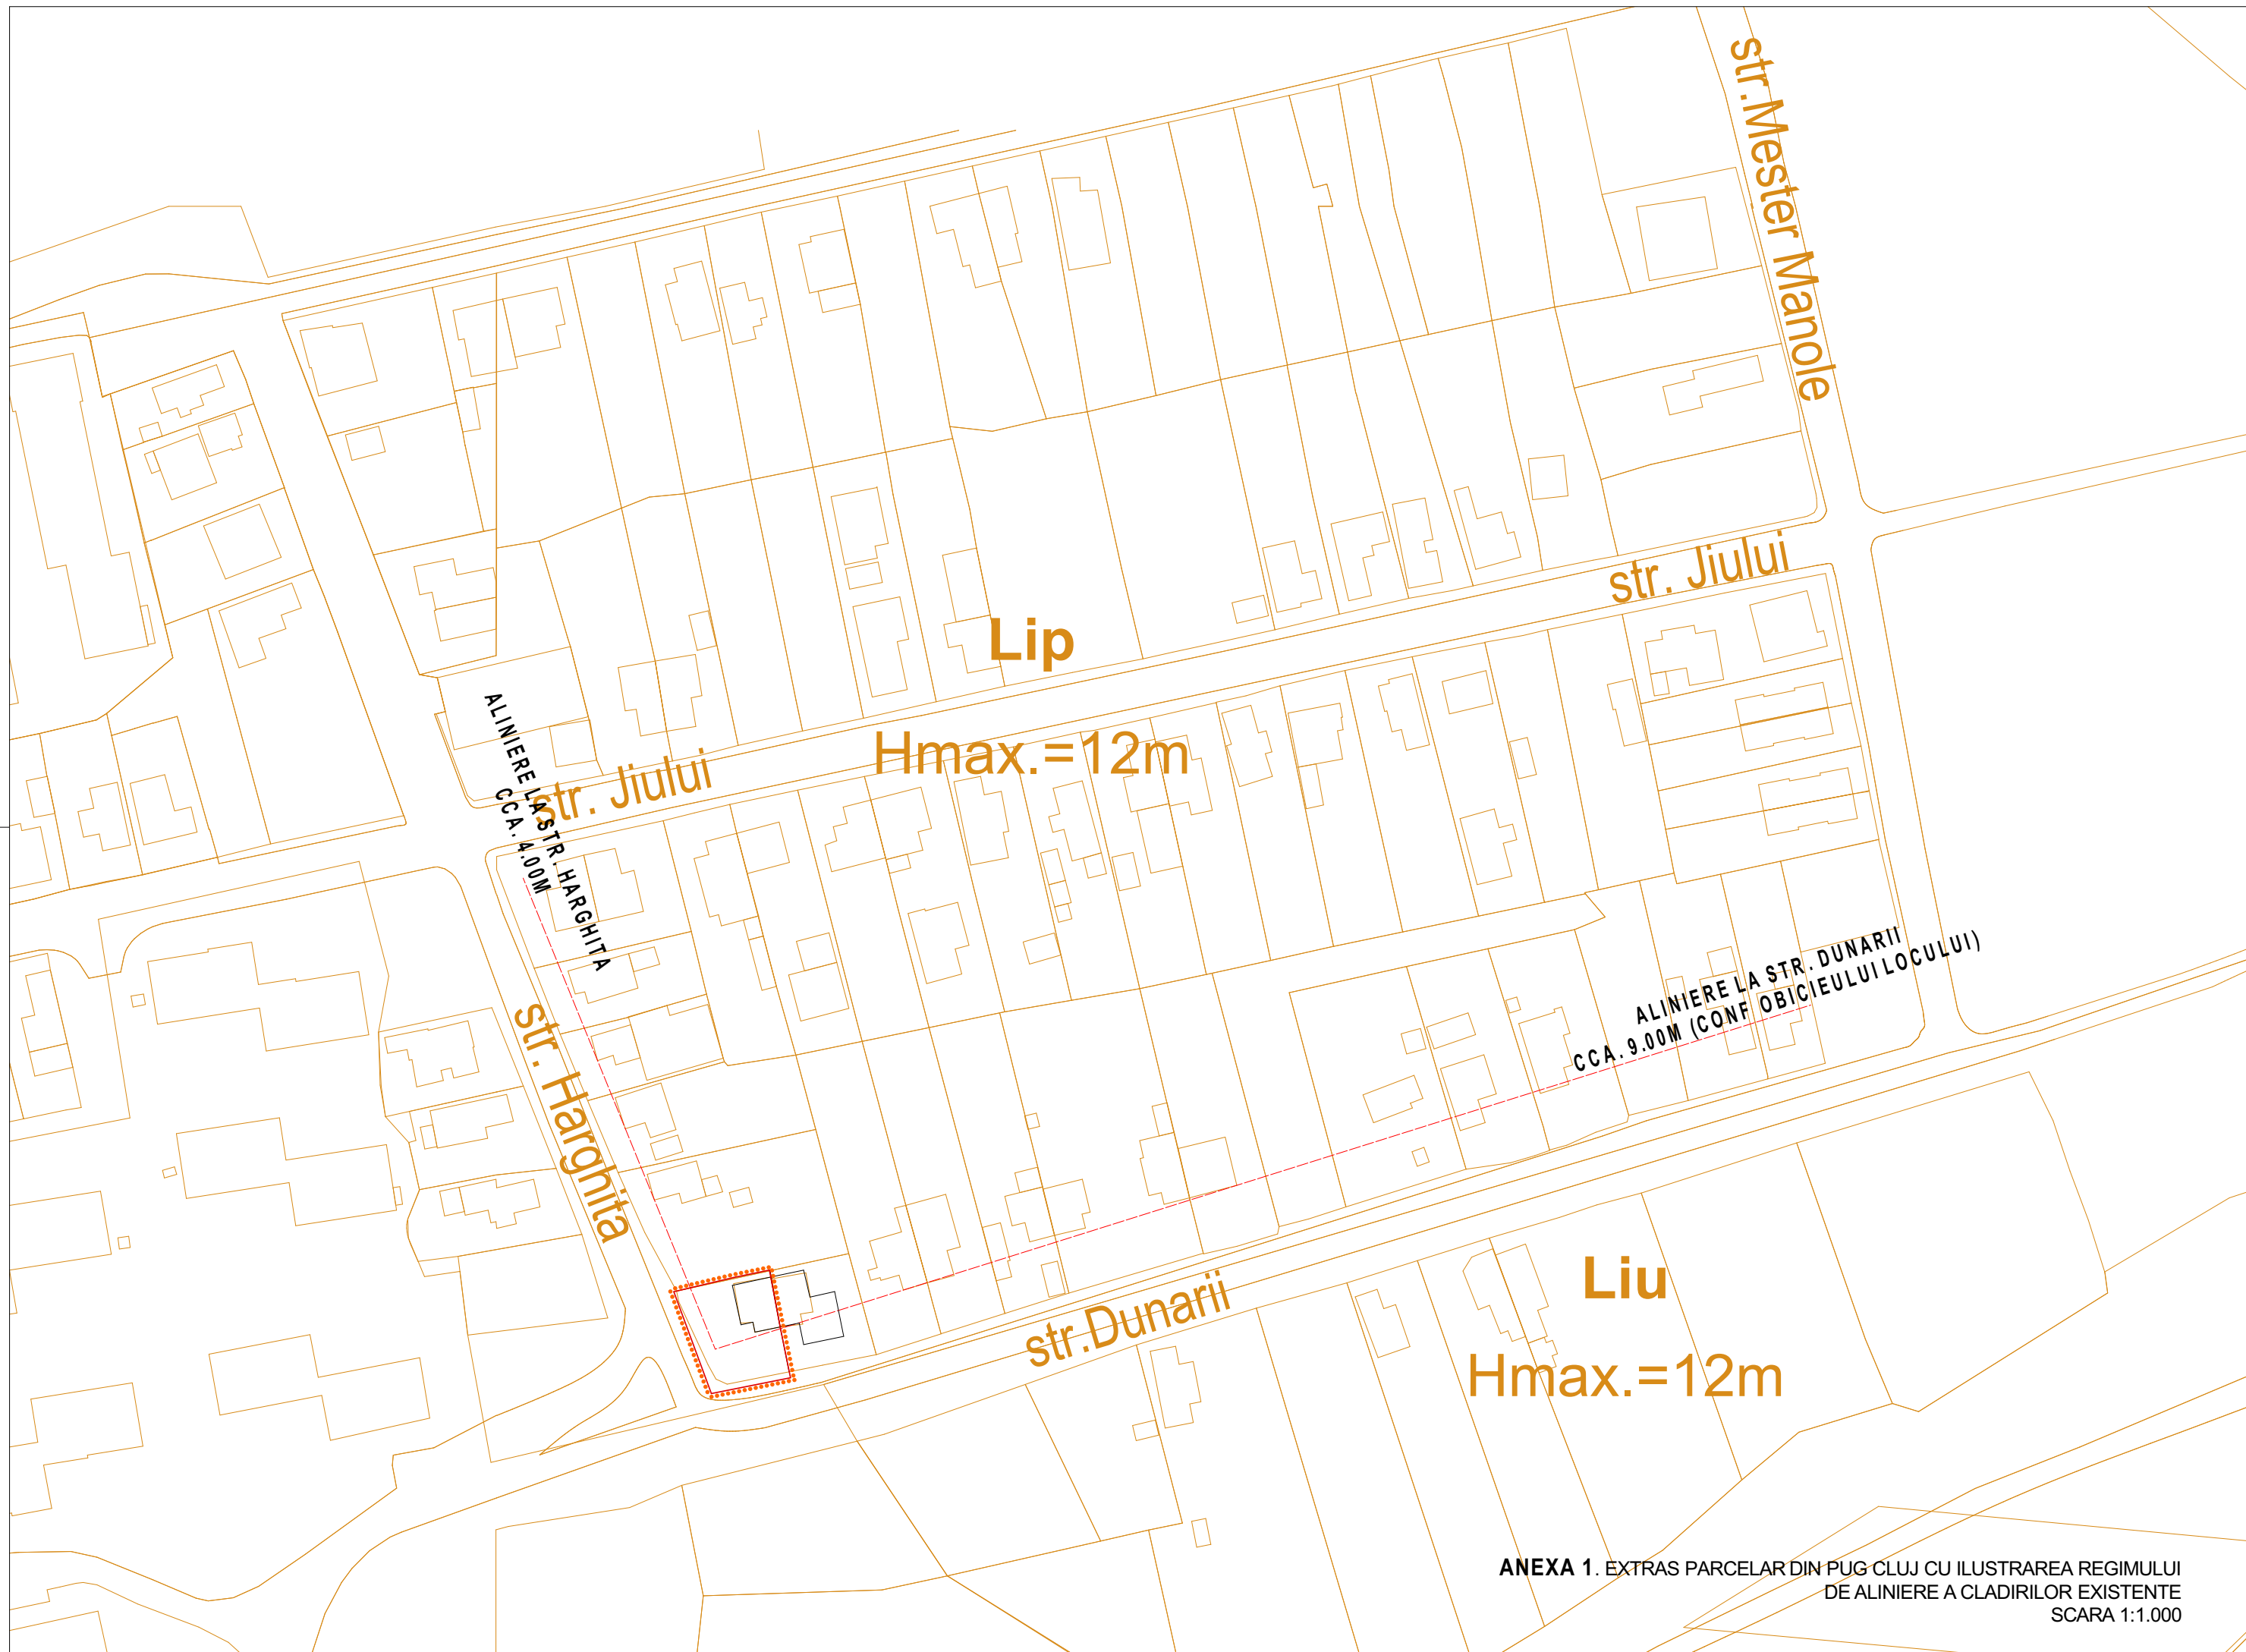 str.Mester Manole
str. Jiului
Lip
Hmax.=12m
str. Jiului
ALINIERE LA STR. HARGHITA
CCA. 4.00M
ALINIERE LA STR. DUNARII
CCA. 9.00M (CONF OBICIEULUI LOCULUI)
str. Harghita
str.Dunarii
Liu
Hmax.=12m
ANEXA 1. EXTRAS PARCELAR DIN PUG CLUJ CU ILUSTRAREA REGIMULUI
DE ALINIERE A CLADIRILOR EXISTENTE
SCARA 1:1.000